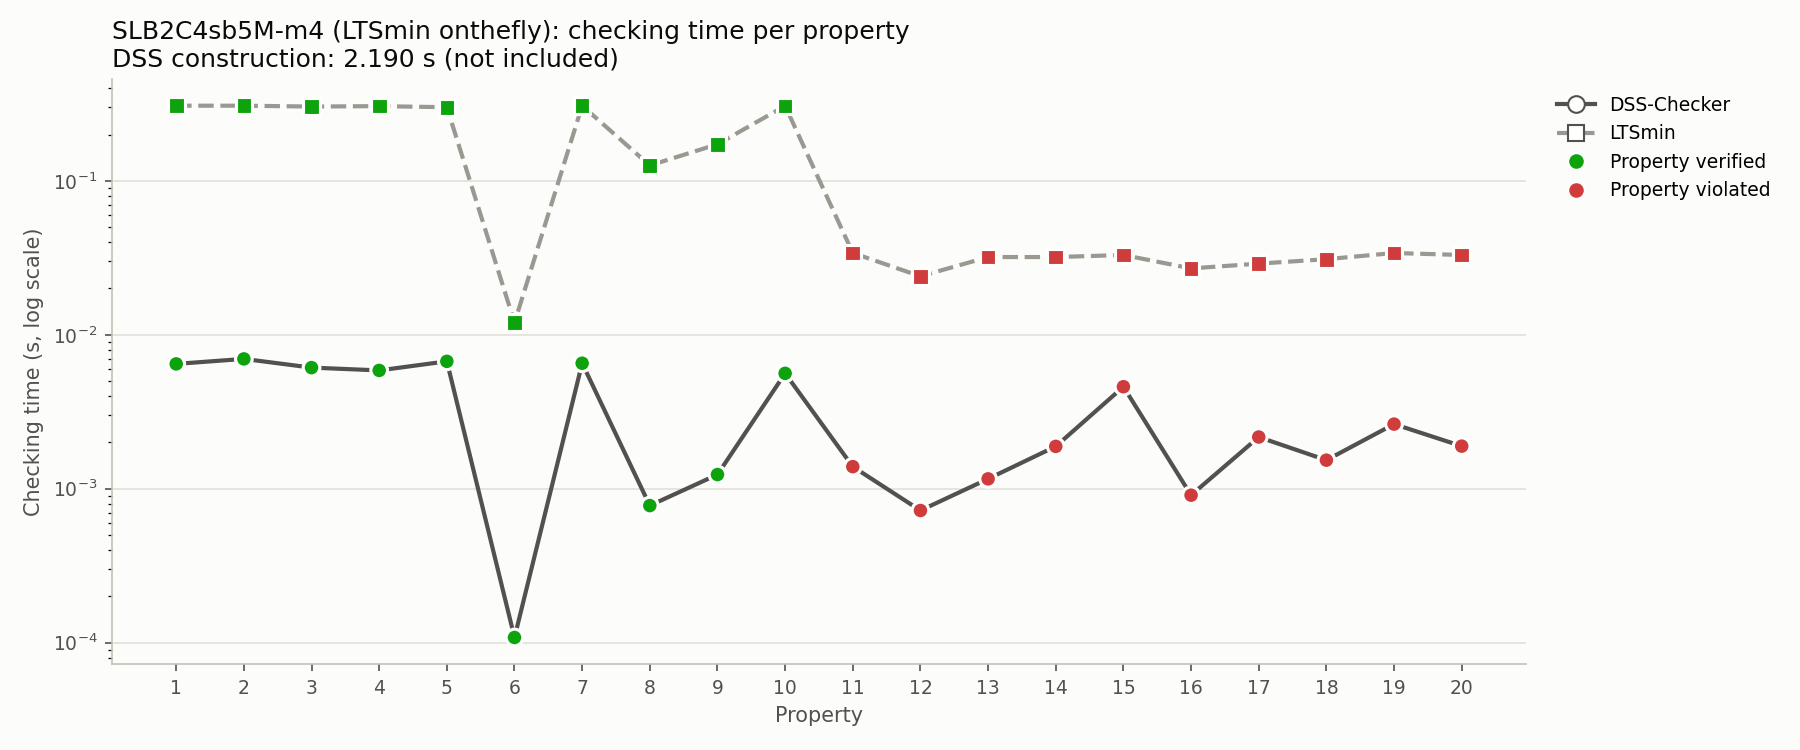 SLB2C4sb5M-m4 (LTSmin onthefly): checking time per property
DSS construction: 2.190 s (not included)
DSS-Checker
LTSmin
Property verified
Property violated
Checking time (s, log scale)
10⁻¹
10⁻²
10⁻³
10⁻⁴
1 2 3 4 5 6 7 8 9 10 11 12 13 14 15 16 17 18 19 20
Property